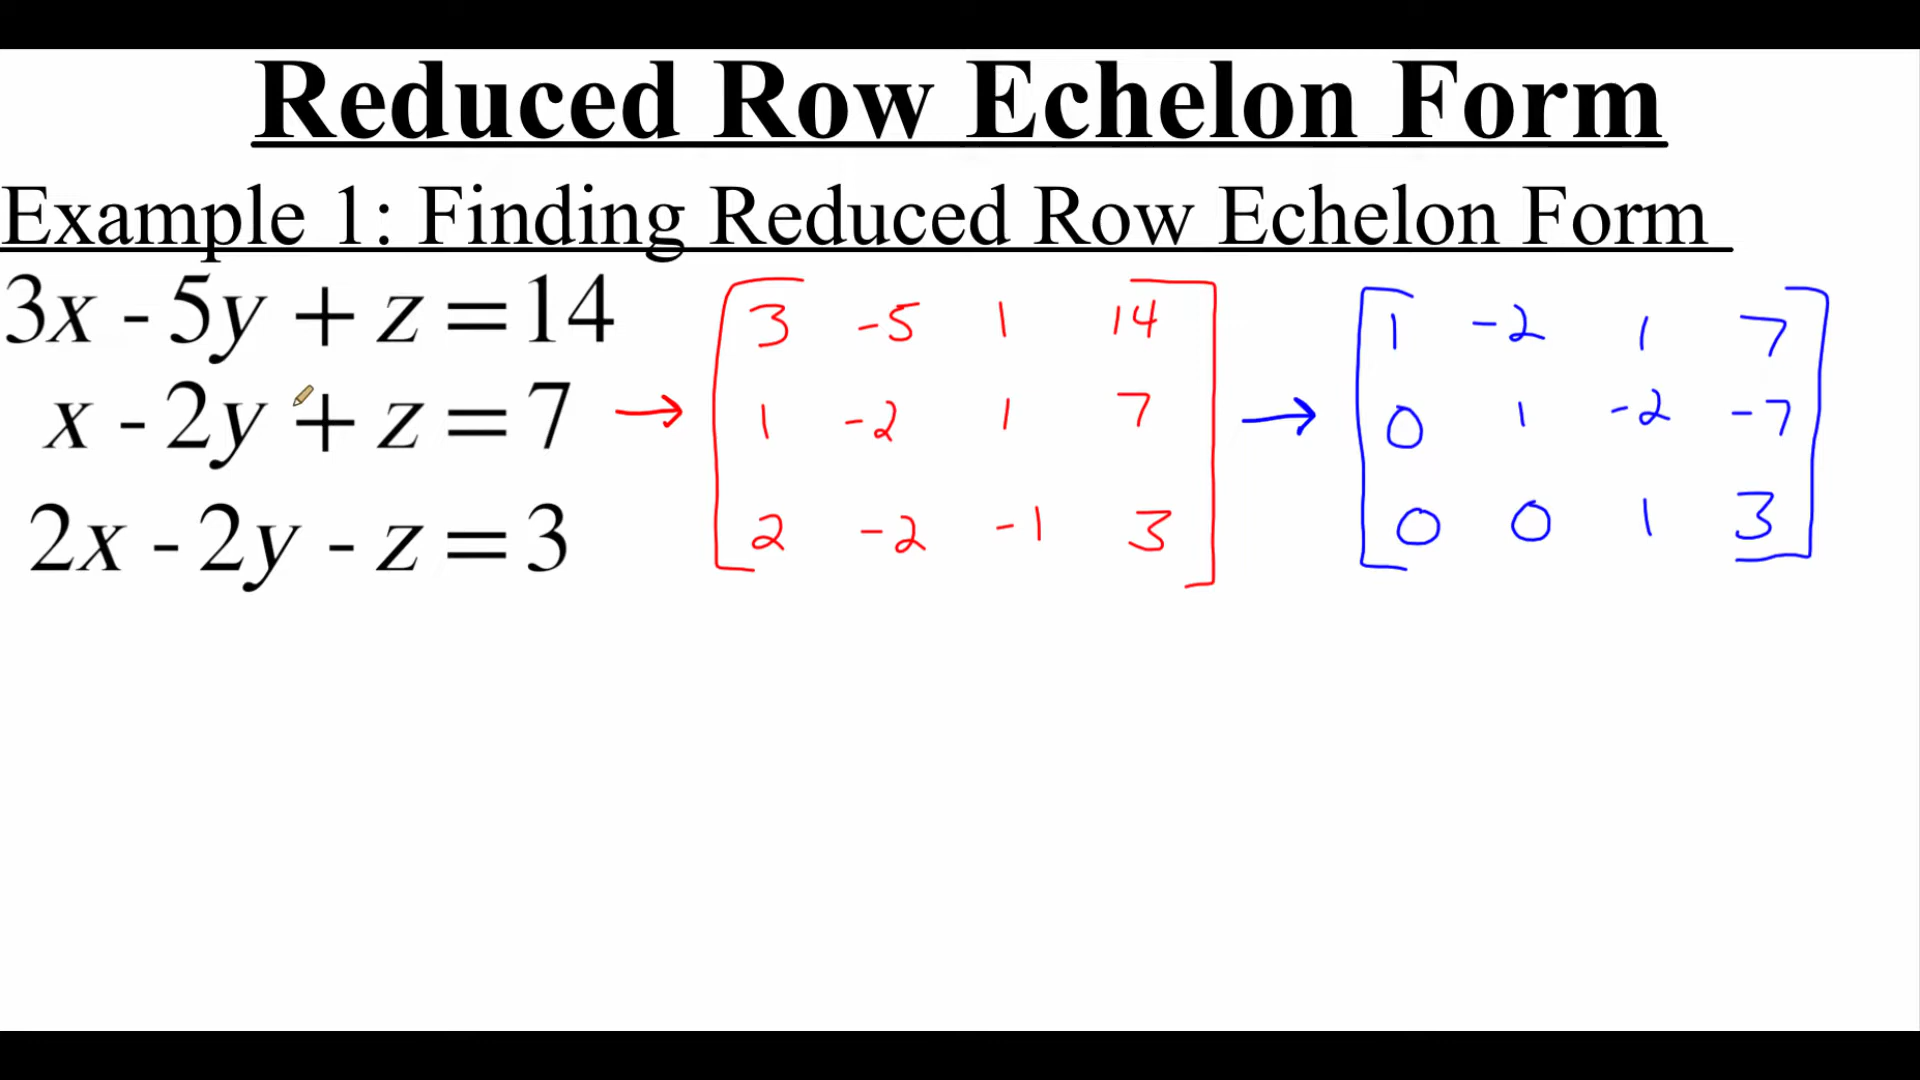 Reduced Row Echelon Form
Example 1: Finding Reduced Row Echelon Form
3x - 5y + z = 14
x - 2y + z = 7
2x - 2y - z = 3
→
3 -5 1 14
1 -2 1 7
2 -2 -1 3
→
1 -2 1 7
0 1 -2 -7
0 0 1 3